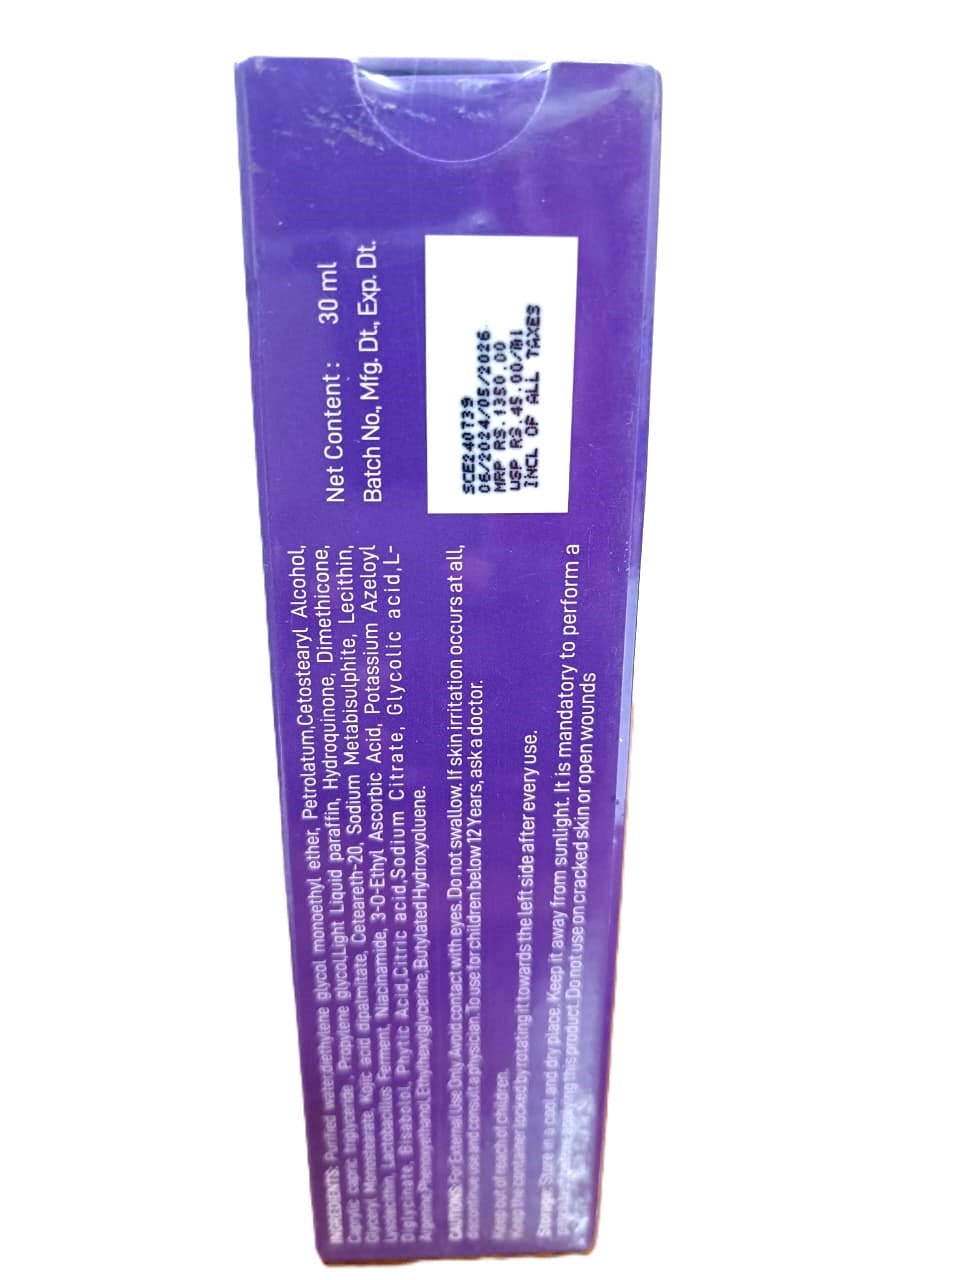 INGREDIENTS: Purified water,diethylene glycol monoethyl ether, Petrolatum,Cetostearyl Alcohol,
Caprylic capric triglyceride , Propylene glycol,Light Liquid paraffin, Hydroquinone, Dimethicone,
Glyceryl Monostearate, Kojic acid dipalmitate, Ceteareth-20, Sodium Metabisulphite, Lecithin,
Lysolecithin, Lactobacillus Ferment, Niacinamide, 3-O-Ethyl Ascorbic Acid, Potassium Azeloyl
Diglycinate, Bisabolol, Phytic Acid,Citric acid,Sodium Citrate, Glycolic acid,L-
Arginine,Phenoxyethanol,Ethylhexylglycerine,Butylated Hydroxyoluene.
CAUTIONS: For External Use Only. Avoid contact with eyes. Do not swallow. If skin irritation occurs at all,
discontinue use and consult a physician. To use for children below 12 Years, ask a doctor.
Keep out of reach of children.
Keep the container locked by rotating it towards the left side after every use.
Storage: Store in a cool and dry place. Keep it away from sunlight. It is mandatory to perform a
this product. Do not use on cracked skin or open wounds
Net Content : 30 ml
Batch No., Mfg. Dt., Exp. Dt.
SCE240739
06/2024/05/2026
MRP RS.1350.00
USP RS.45.00/ml
INCL OF ALL TAXES